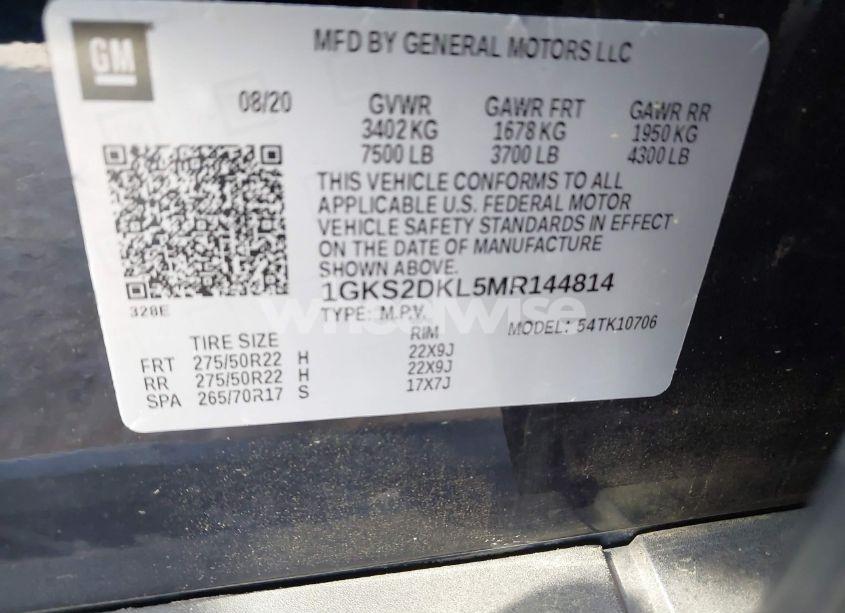 GM
MFD BY GENERAL MOTORS LLC
08/20 GVWR GAWR FRT GAWR RR
3402 KG 1678 KG 1950 KG
7500 LB 3700 LB 4300 LB
THIS VEHICLE CONFORMS TO ALL
APPLICABLE U.S. FEDERAL MOTOR
VEHICLE SAFETY STANDARDS IN EFFECT
ON THE DATE OF MANUFACTURE
SHOWN ABOVE.
1GKS2DKL5MR144814
328E
TYPE: M.P.V. MODEL: 54TK10706
TIRE SIZE RIM
FRT 275/50R22 H 22X9J
RR 275/50R22 H 22X9J
SPA 265/70R17 S 17X7J